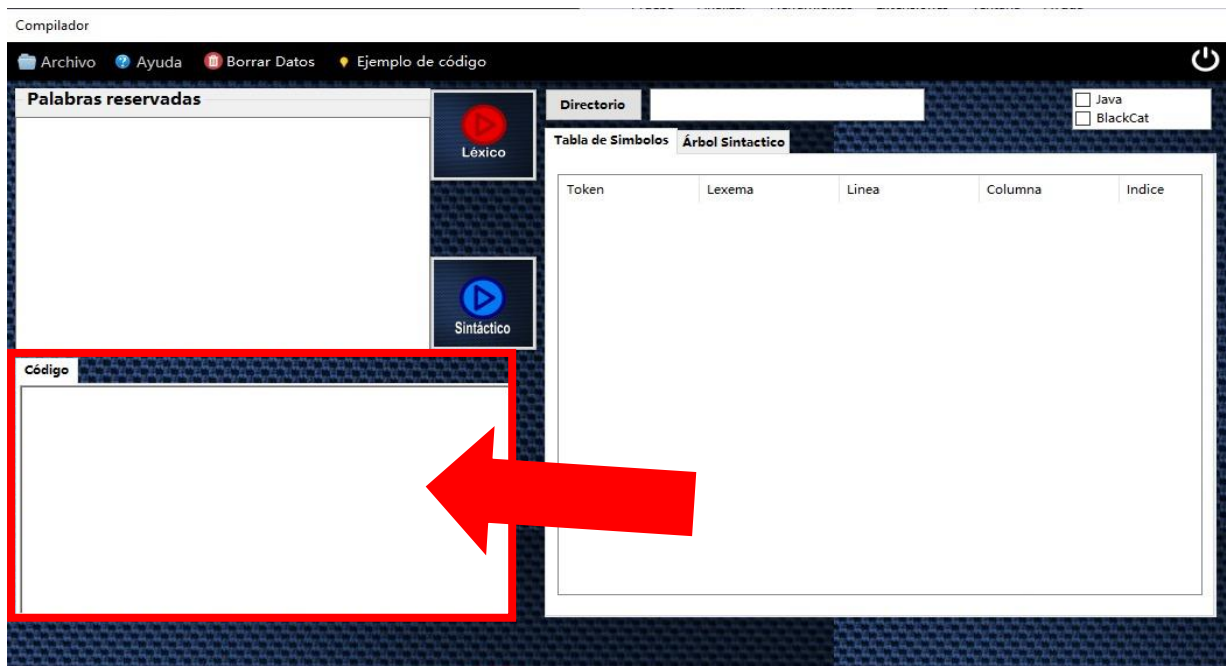 Compilador
Archivo Ayuda Borrar Datos Ejemplo de código
Palabras reservadas
Léxico
Sintáctico
Código
Directorio
Java
BlackCat
Tabla de Simbolos Árbol Sintactico
Token Lexema Linea Columna Indice